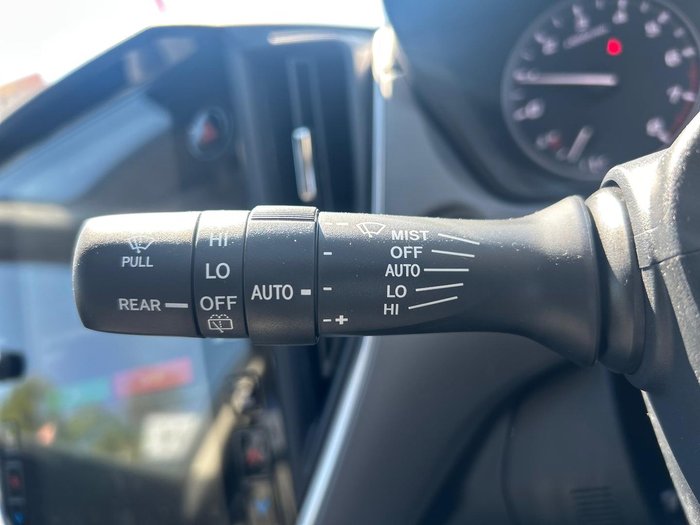 PULL
REAR
HI
LO
OFF
AUTO
-
+
MIST
OFF
AUTO
LO
HI